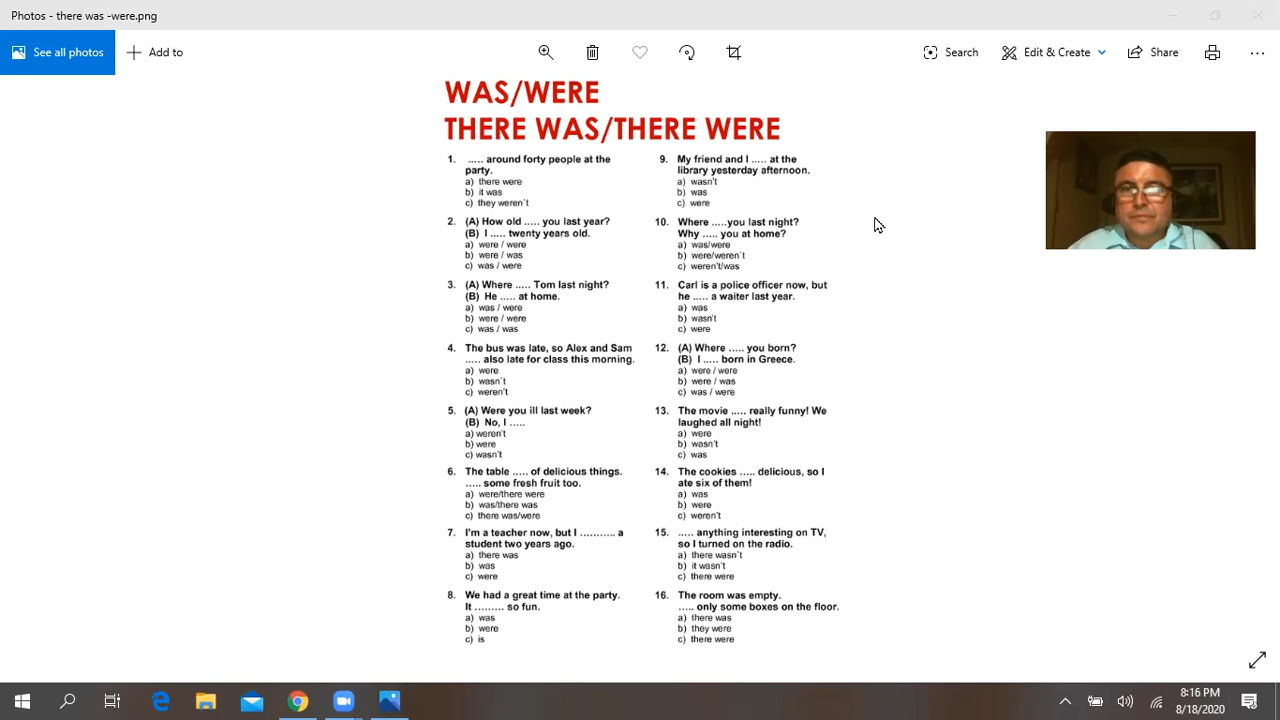 Photos - there was -were.png
See all photos
Add to
Search
Edit & Create
Share
WAS/WERE
THERE WAS/THERE WERE
1. ..... around forty people at the
party.
a) there were
b) it was
c) they weren`t
2. (A) How old ..... you last year?
(B) I ..... twenty years old.
a) were / were
b) were / was
c) was / were
3. (A) Where ..... Tom last night?
(B) He ..... at home.
a) was / were
b) were / were
c) was / was
4. The bus was late, so Alex and Sam
..... also late for class this morning.
a) were
b) wasn`t
c) weren't
5. (A) Were you ill last week?
(B) No, I .....
a) weren't
b) were
c) wasn't
6. The table ..... of delicious things.
..... some fresh fruit too.
a) were/there were
b) was/there was
c) there was/were
7. I'm a teacher now, but I .......... a
student two years ago.
a) there was
b) was
c) were
8. We had a great time at the party.
It ......... so fun.
a) was
b) were
c) is
9. My friend and I ..... at the
library yesterday afternoon.
a) wasn't
b) was
c) were
10. Where .....you last night?
Why ..... you at home?
a) was/were
b) were/weren`t
c) weren't/was
11. Carl is a police officer now, but
he ..... a waiter last year.
a) was
b) wasn't
c) were
12. (A) Where ..... you born?
(B) I ..... born in Greece.
a) were / were
b) were / was
c) was / were
13. The movie ..... really funny! We
laughed all night!
a) were
b) wasn't
c) was
14. The cookies ..... delicious, so I
ate six of them!
a) was
b) were
c) weren't
15. ..... anything interesting on TV,
so I turned on the radio.
a) there wasn`t
b) it wasn't
c) there were
16. The room was empty.
..... only some boxes on the floor.
a) there was
b) they were
c) there were
8:16 PM
8/18/2020